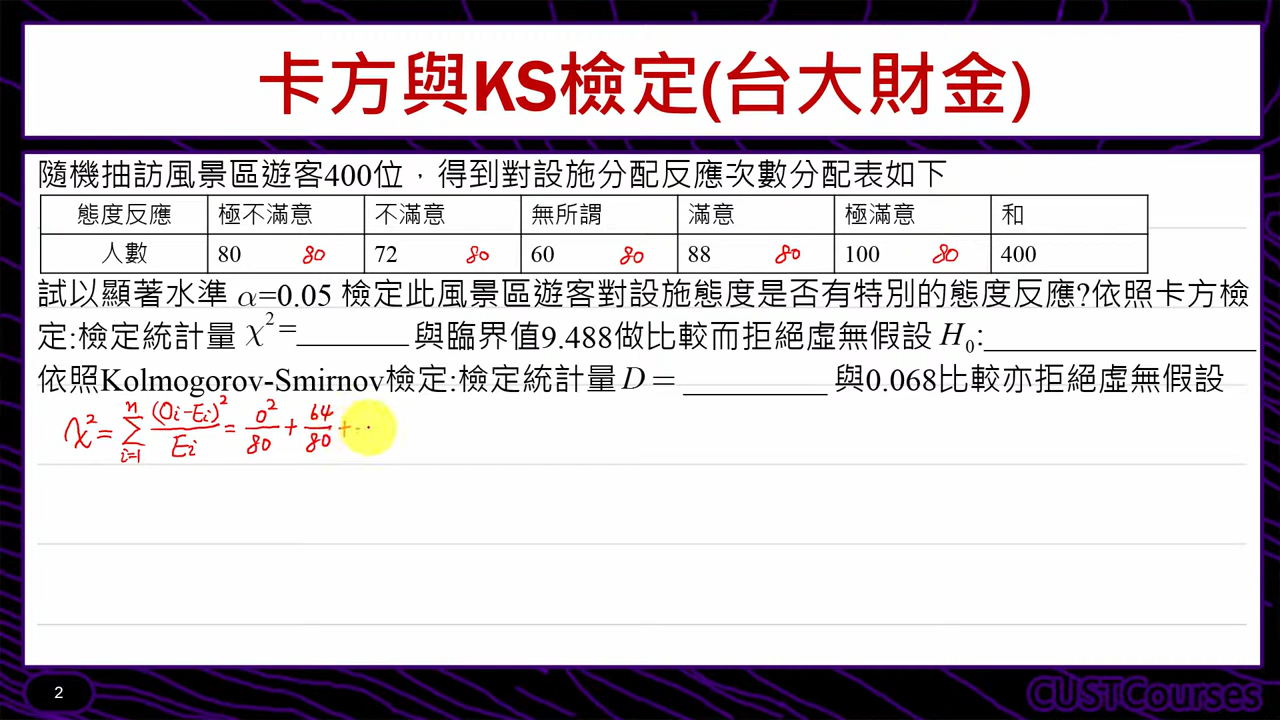 卡方與KS檢定(台大財金)
隨機抽訪風景區遊客400位，得到對設施分配反應次數分配表如下
態度反應 極不滿意 不滿意 無所謂 滿意 極滿意 和
人數 80 80 72 80 60 80 88 80 100 80 400
試以顯著水準 α=0.05 檢定此風景區遊客對設施態度是否有特別的態度反應?依照卡方檢
定:檢定統計量 χ²=________ 與臨界值9.488做比較而拒絕虛無假設 H₀:____________________
依照Kolmogorov-Smirnov檢定:檢定統計量 D = __________ 與0.068比較亦拒絕虛無假設
χ² = Σ_{i=1}^{n} (Oi-Ei)²/Ei = 0²/80 + 64/80 + ...
2
CUSTCourses